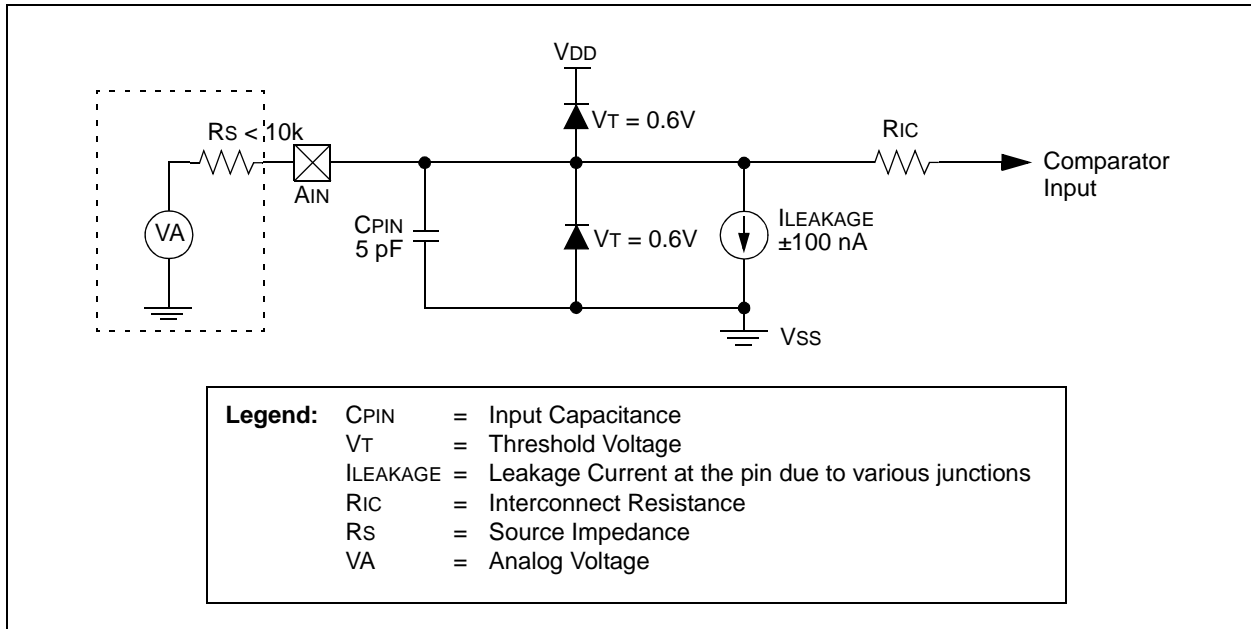 VDD
VT = 0.6V
RS < 10k
RIC
AIN
Comparator
Input
VA
CPIN
5 pF
VT = 0.6V
ILEAKAGE
±100 nA
VSS
Legend: CPIN = Input Capacitance
VT = Threshold Voltage
ILEAKAGE = Leakage Current at the pin due to various junctions
RIC = Interconnect Resistance
RS = Source Impedance
VA = Analog Voltage